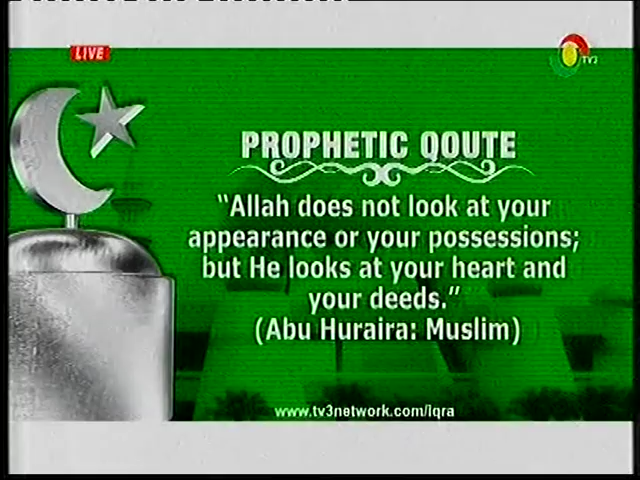 LIVE
TV3
PROPHETIC QOUTE
“Allah does not look at your
appearance or your possessions;
but He looks at your heart and
your deeds.”
(Abu Huraira: Muslim)
www.tv3network.com/iqra